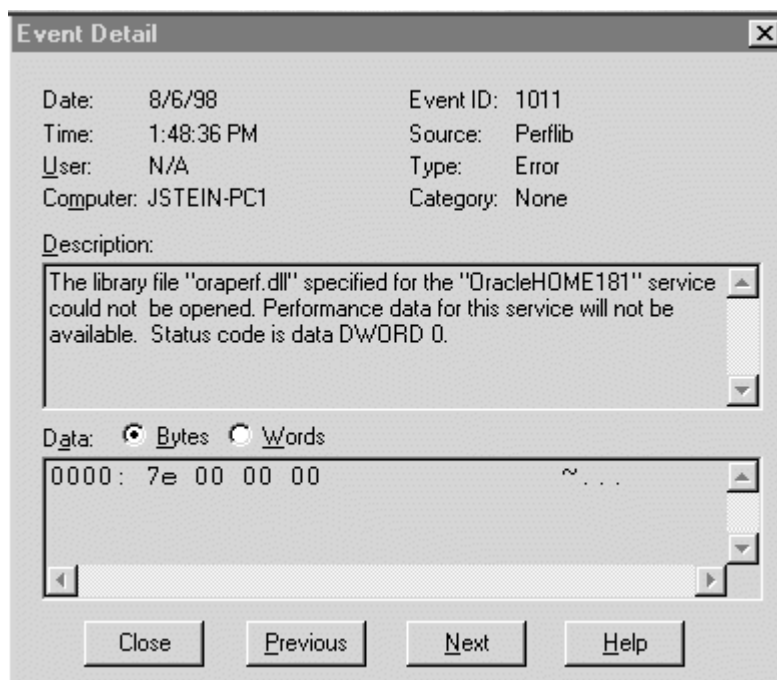 Event Detail
Date: 8/6/98 Event ID: 1011
Time: 1:48:36 PM Source: Perflib
User: N/A Type: Error
Computer: JSTEIN-PC1 Category: None
Description:
The library file "oraperf.dll" specified for the "OracleHOME181" service
could not  be opened. Performance data for this service will not be
available.  Status code is data DWORD 0.
Data: Bytes Words
0000: 7e 00 00 00 ~...
Close Previous Next Help